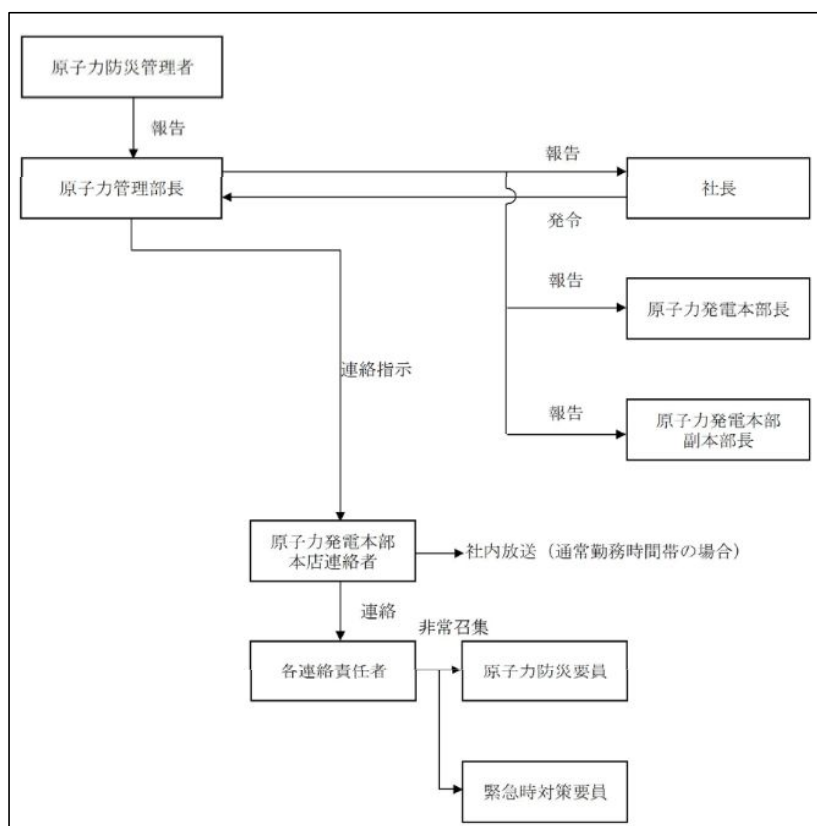 原子力防災管理者
報告
原子力管理部長
報告
社長
発令
報告
原子力発電本部長
連絡指示
報告
原子力発電本部
副本部長
原子力発電本部
本店連絡者
社内放送（通常勤務時間帯の場合）
連絡
非常召集
各連絡責任者
原子力防災要員
緊急時対策要員